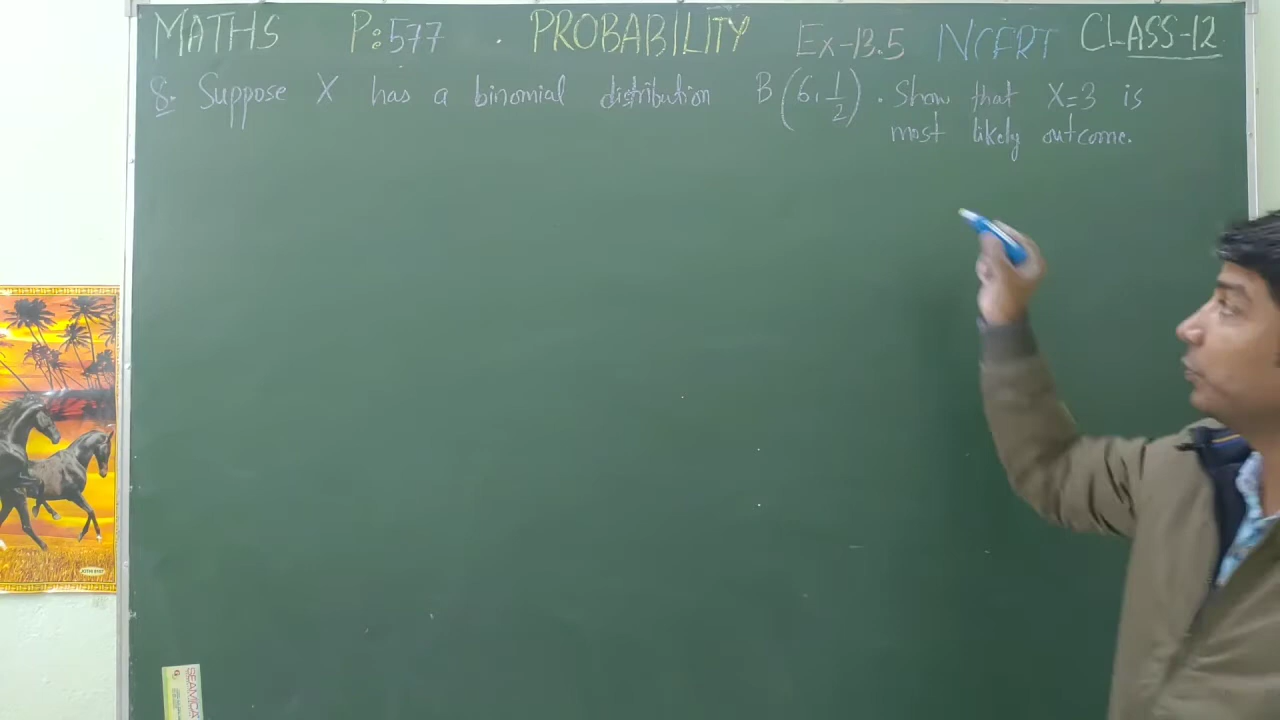 MATHS P:577 . PROBABILITY Ex-13.5 NCERT CLASS-12
8. Suppose X has a binomial distribution B(6, 1/2). Show that X=3 is
most likely outcome.